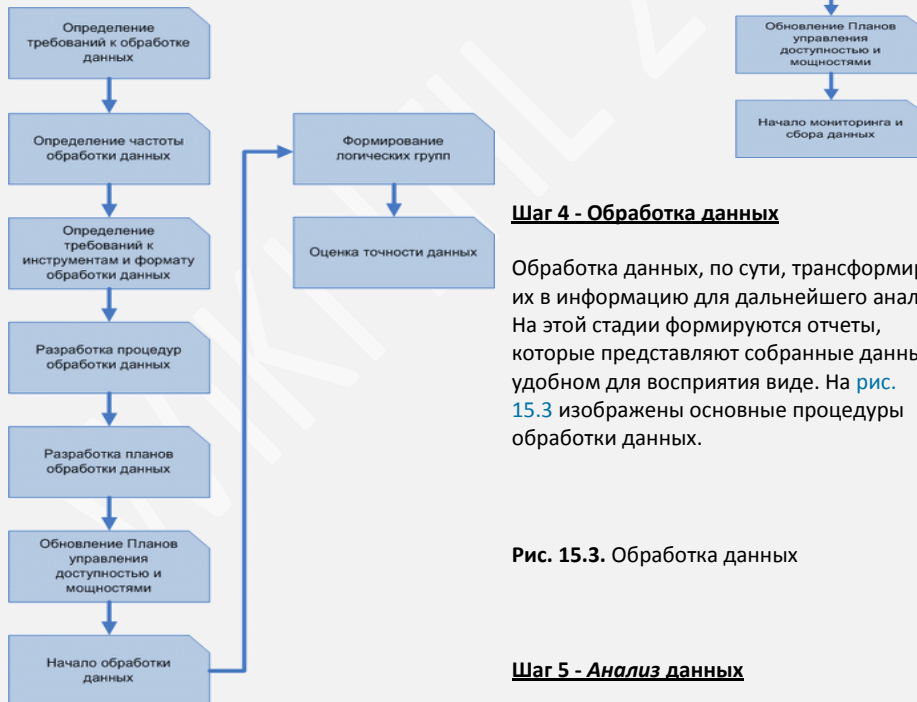 Определение
требований к обработке
данных
Определение частоты
обработки данных
Определение
требований к
инструментам и формату
обработки данных
Разработка процедур
обработки данных
Разработка планов
обработки данных
Обновление Планов
управления
доступностью и
мощностями
Начало обработки
данных
Формирование
логических групп
Оценка точности данных
Обновление Планов
управления
доступностью и
мощностями
Начало мониторинга и
сбора данных
Шаг 4 - Обработка данных
Обработка данных, по сути, трансформир
их в информацию для дальнейшего анал
На этой стадии формируются отчеты,
которые представляют собранные данны
удобном для восприятия виде. На рис.
15.3 изображены основные процедуры
обработки данных.
Рис. 15.3. Обработка данных
Шаг 5 - Анализ данных